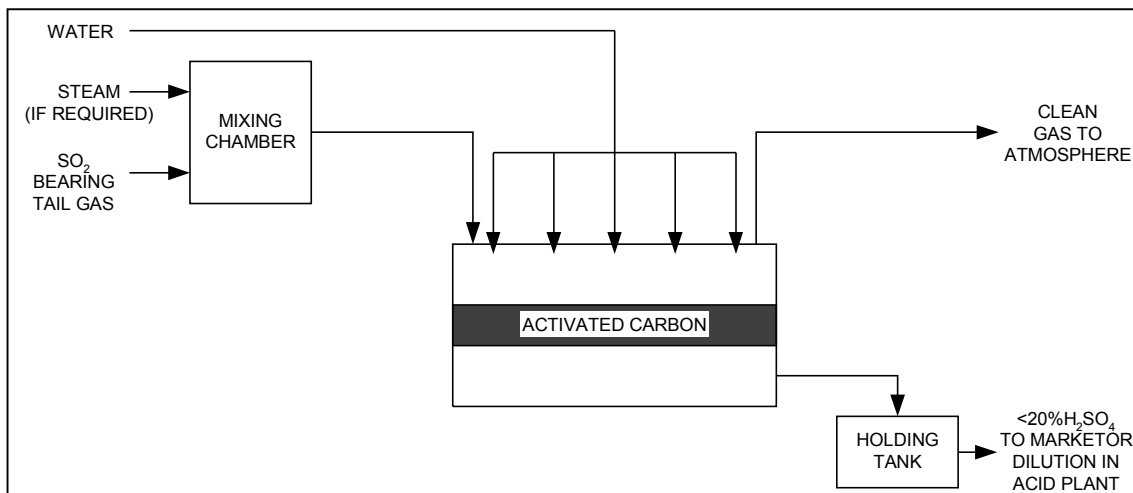 WATER
STEAM
(IF REQUIRED)
SO₂
BEARING
TAIL GAS
MIXING
CHAMBER
CLEAN
GAS TO
ATMOSPHERE
ACTIVATED CARBON
HOLDING
TANK
<20%H₂SO₄
TO MARKETOR
DILUTION IN
ACID PLANT